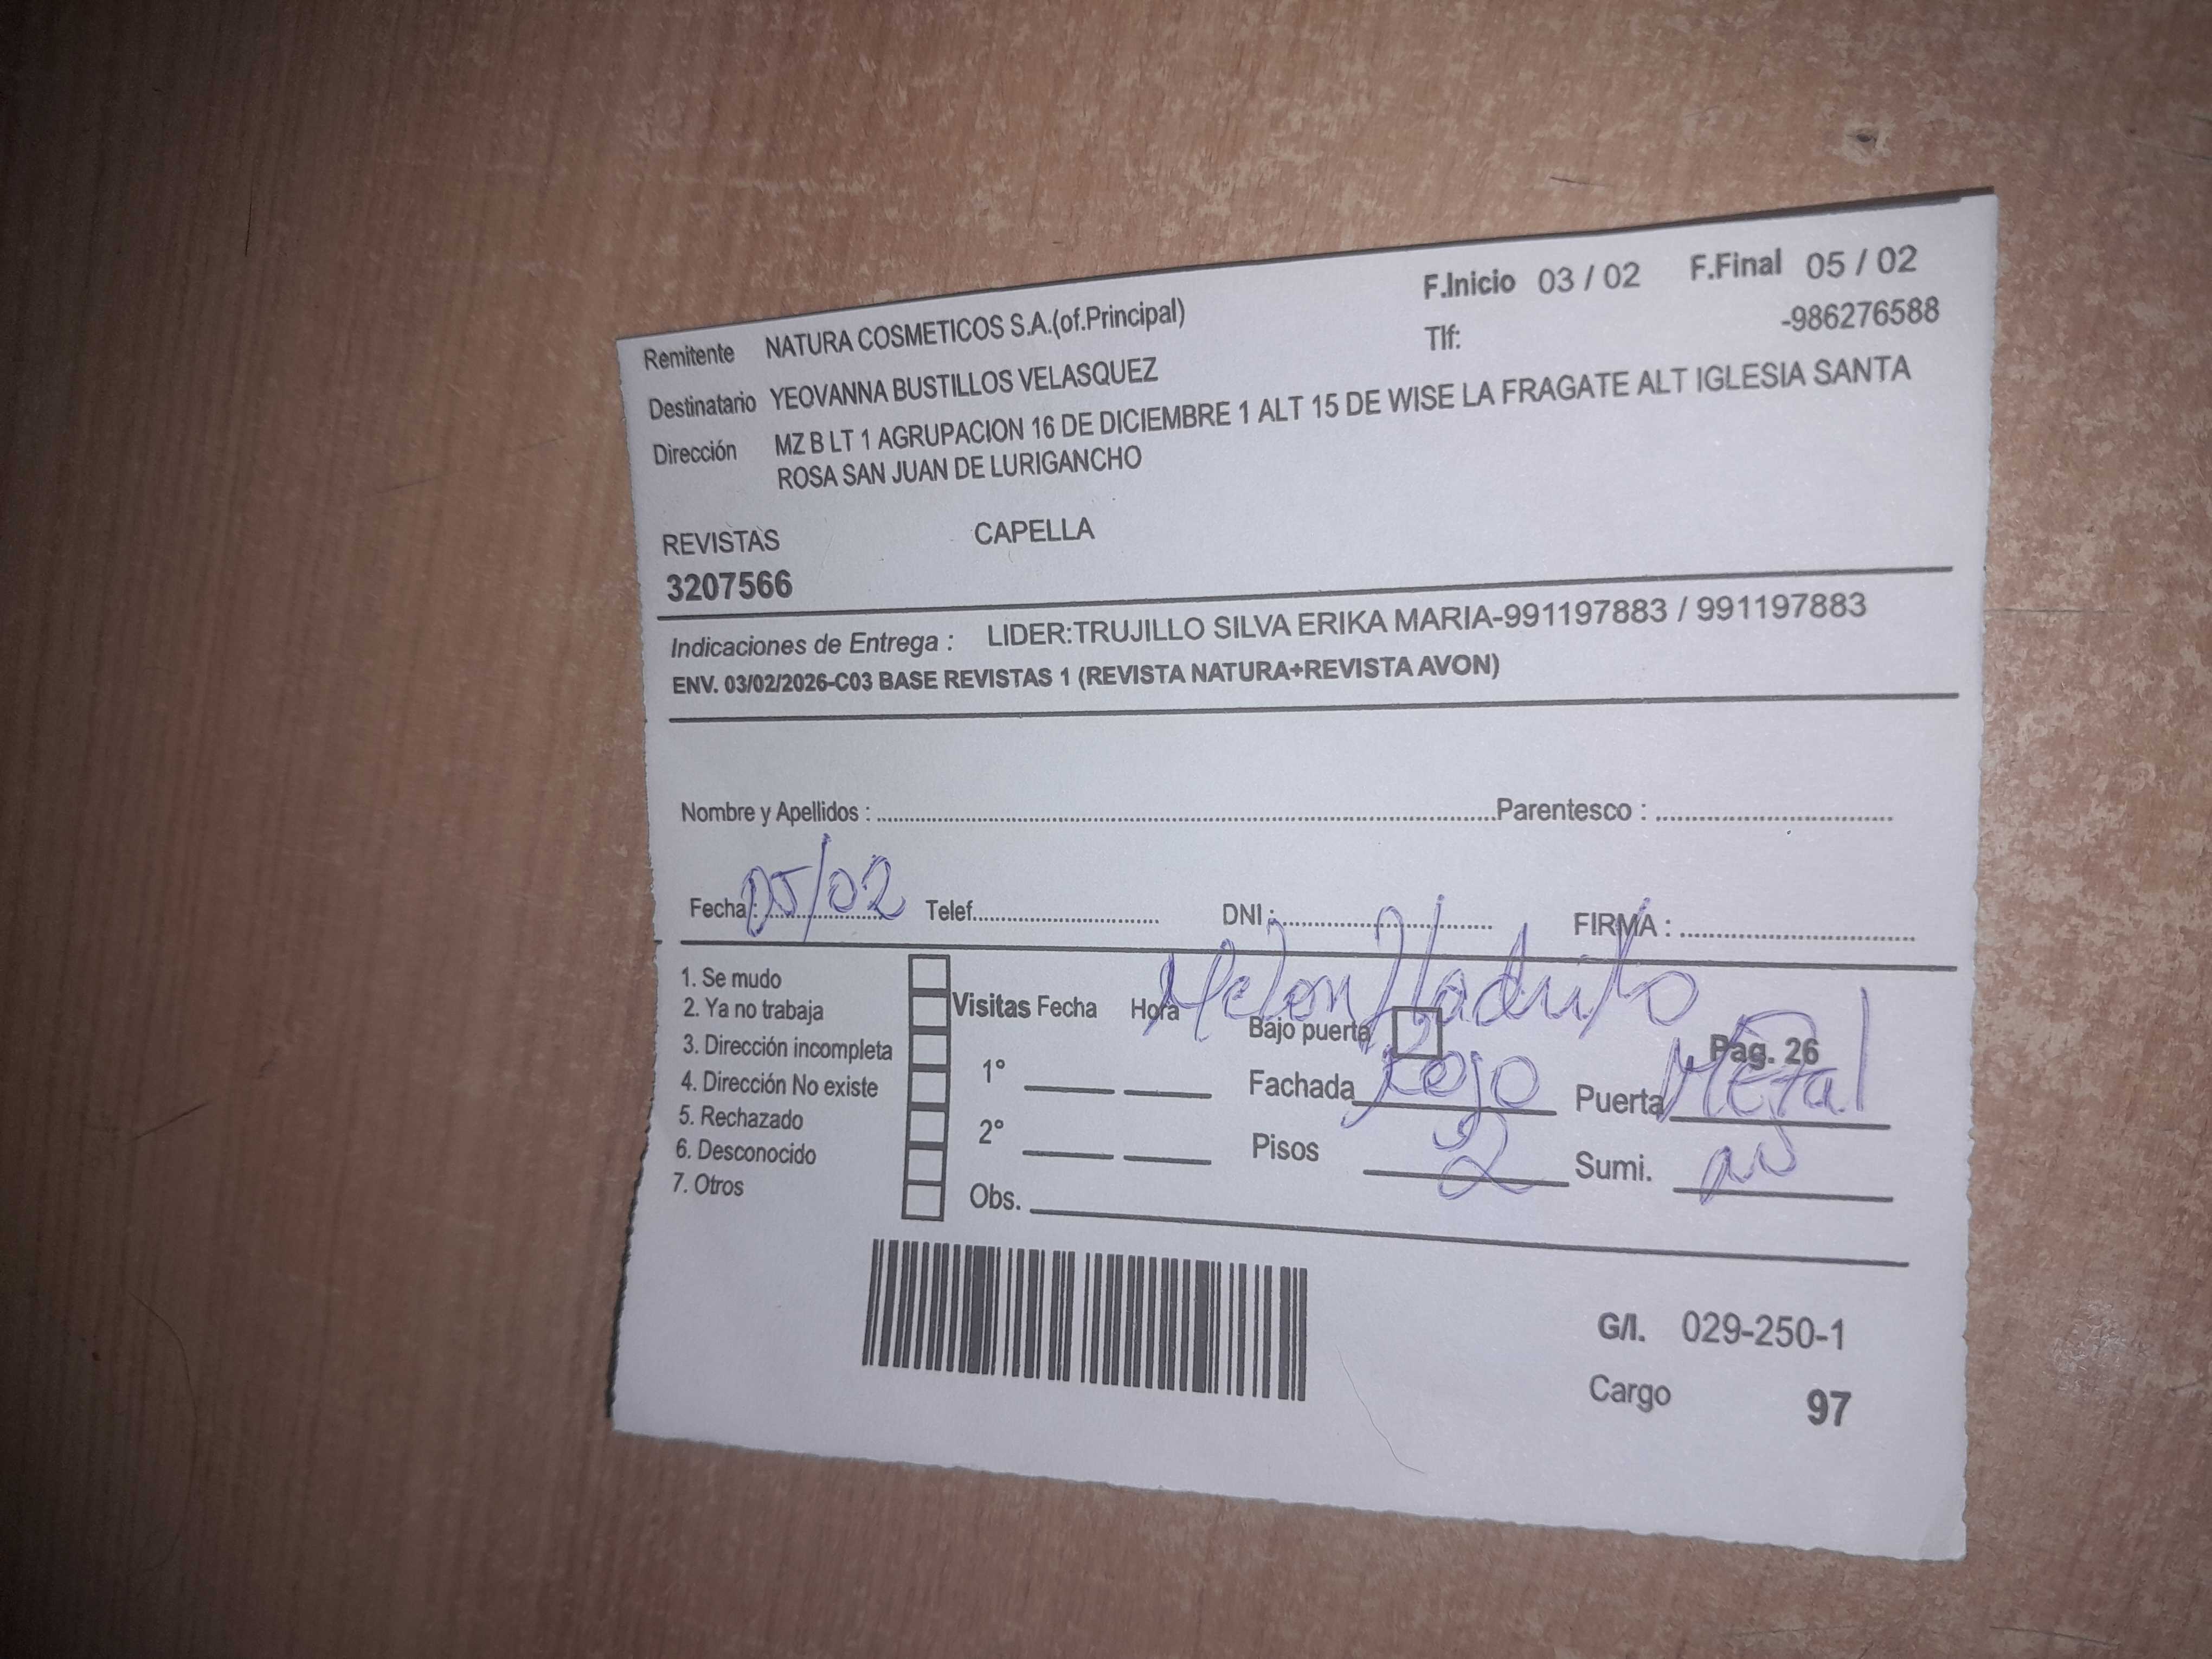 F.Inicio 03 / 02 F.Final 05 / 02
Remitente NATURA COSMETICOS S.A.(of.Principal) Tlf: -986276588
Destinatario YEOVANNA BUSTILLOS VELASQUEZ
Dirección MZ B LT 1 AGRUPACION 16 DE DICIEMBRE 1 ALT 15 DE WISE LA FRAGATE ALT IGLESIA SANTA
ROSA SAN JUAN DE LURIGANCHO
REVISTAS CAPELLA
3207566
Indicaciones de Entrega : LIDER:TRUJILLO SILVA ERIKA MARIA-991197883 / 991197883
ENV. 03/02/2026-C03 BASE REVISTAS 1 (REVISTA NATURA+REVISTA AVON)
Nombre y Apellidos : Parentesco :
Fecha : 05/02 Telef. DNI : FIRMA :
Melon/Ladrillo
1. Se mudo
2. Ya no trabaja
3. Dirección incompleta
4. Dirección No existe
5. Rechazado
6. Desconocido
7. Otros
Visitas Fecha Hora
1°
2°
Obs.
Bajo puerta Pag. 26
Fachada Rojo Puerta Metal
Pisos 2 Sumi.
G/I. 029-250-1
Cargo 97